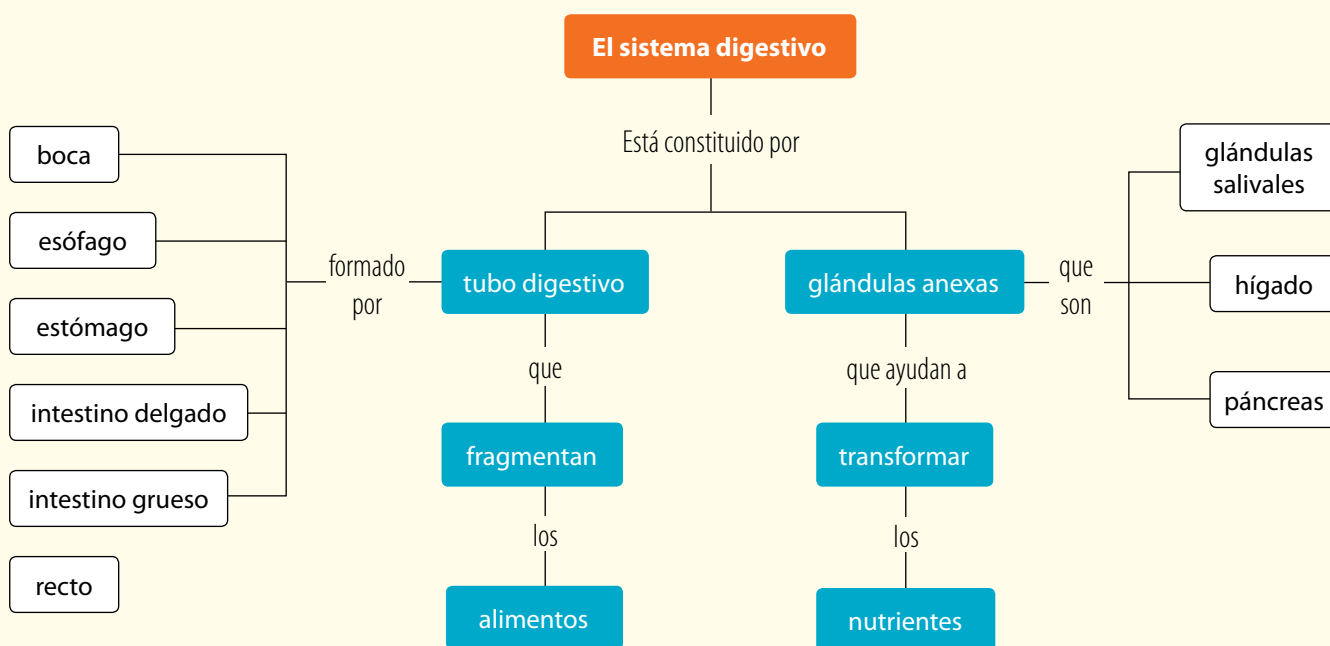 El sistema digestivo
Está constituido por
boca
esófago
estómago
intestino delgado
intestino grueso
recto
formado
por
tubo digestivo
que
fragmentan
los
alimentos
glándulas anexas
que ayudan a
transformar
los
nutrientes
que
son
glándulas
salivales
hígado
páncreas